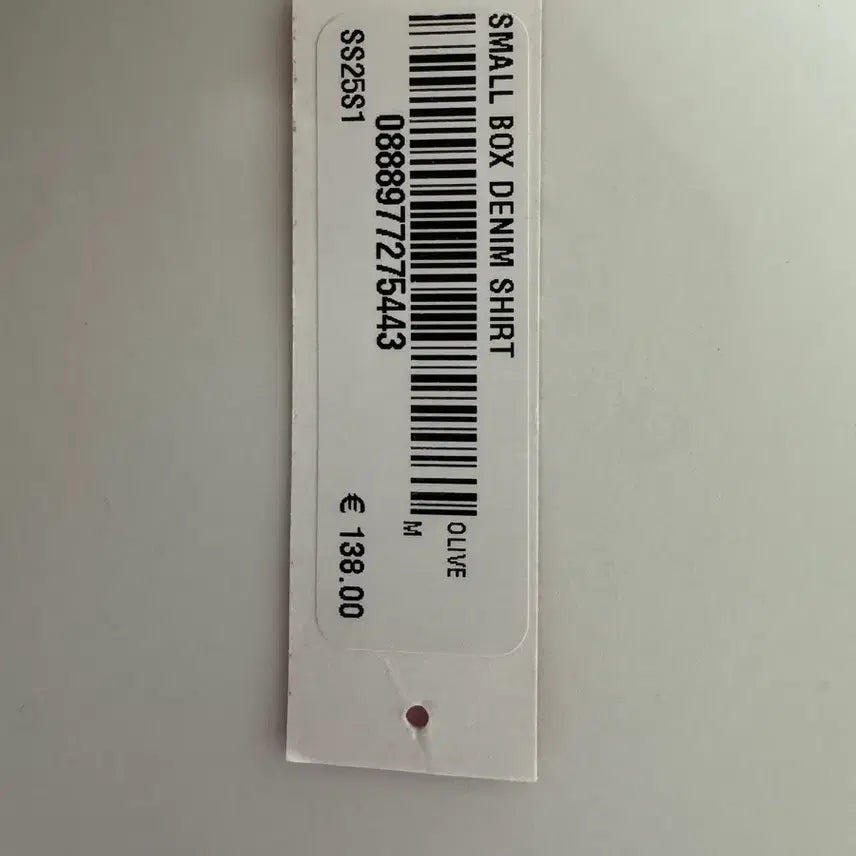 SMALL BOX DENIM SHIRT
OLIVE
M
0888977275443
SS25S1
€ 138.00